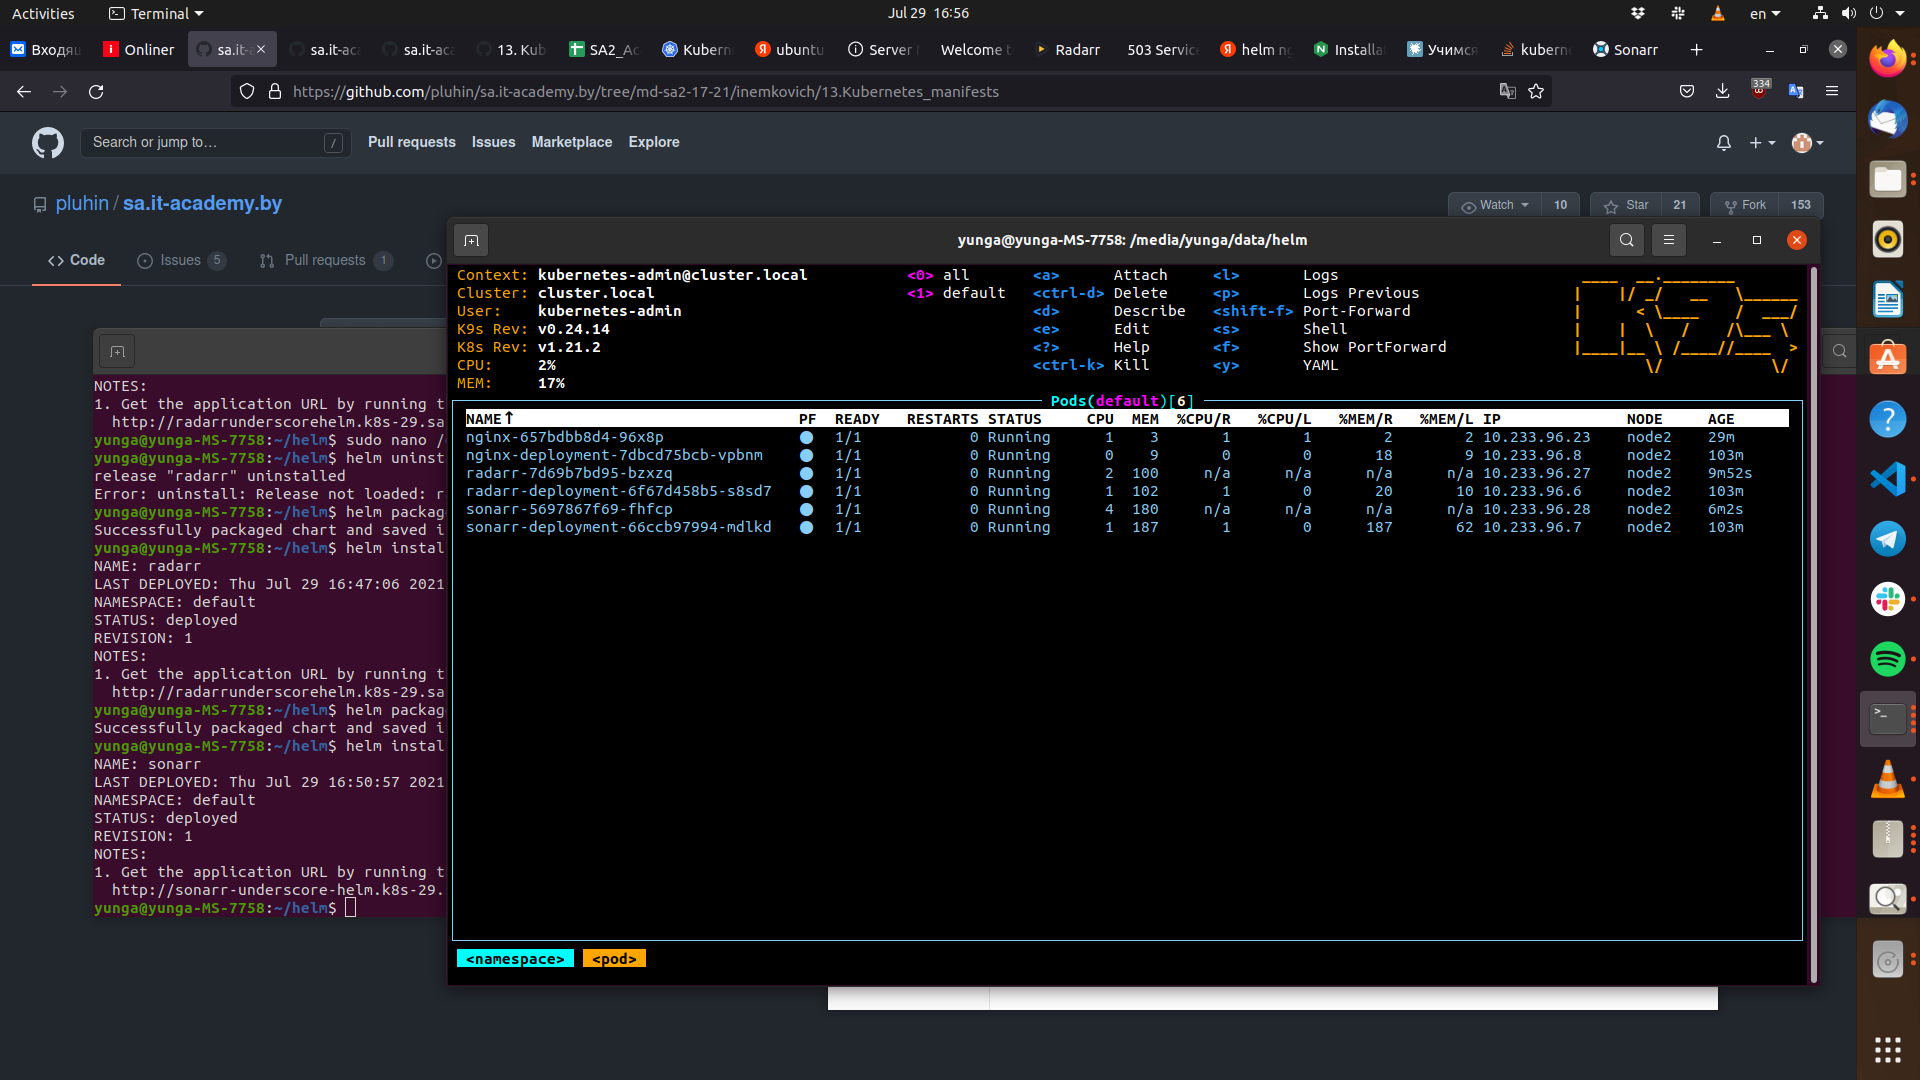 Activities
Terminal
Jul 29  16:56
en
Входящ
Onliner
sa.it-a
sa.it-aca
sa.it-aca
13. Kub
SA2_Ac
Kubern
ubuntu
Server
Welcome t
Radarr
503 Service
helm ng
Installa
Учимся
kuberne
Sonarr
https://github.com/pluhin/sa.it-academy.by/tree/md-sa2-17-21/inemkovich/13.Kubernetes_manifests
334
Search or jump to…
/
Pull requests
Issues
Marketplace
Explore
pluhin / sa.it-academy.by
Watch 10
Star 21
Fork 153
Code
Issues 5
Pull requests 1
NOTES:
1. Get the application URL by running t
  http://radarrunderscorehelm.k8s-29.sa
yunga@yunga-MS-7758:~/helm$ sudo nano /
yunga@yunga-MS-7758:~/helm$ helm uninst
release "radarr" uninstalled
Error: uninstall: Release not loaded: r
yunga@yunga-MS-7758:~/helm$ helm packag
Successfully packaged chart and saved i
yunga@yunga-MS-7758:~/helm$ helm instal
NAME: radarr
LAST DEPLOYED: Thu Jul 29 16:47:06 2021
NAMESPACE: default
STATUS: deployed
REVISION: 1
NOTES:
1. Get the application URL by running t
  http://radarrunderscorehelm.k8s-29.sa
yunga@yunga-MS-7758:~/helm$ helm packag
Successfully packaged chart and saved i
yunga@yunga-MS-7758:~/helm$ helm instal
NAME: sonarr
LAST DEPLOYED: Thu Jul 29 16:50:57 2021
NAMESPACE: default
STATUS: deployed
REVISION: 1
NOTES:
1. Get the application URL by running t
  http://sonarr-underscore-helm.k8s-29.
yunga@yunga-MS-7758:~/helm$
yunga@yunga-MS-7758: /media/yunga/data/helm
Context: kubernetes-admin@cluster.local <0> all <a> Attach <l> Logs
Cluster: cluster.local <1> default <ctrl-d> Delete <p> Logs Previous
User: kubernetes-admin <d> Describe <shift-f> Port-Forward
K9s Rev: v0.24.14 <e> Edit <s> Shell
K8s Rev: v1.21.2 <?> Help <f> Show PortForward
CPU: 2% <ctrl-k> Kill <y> YAML
MEM: 17%
Pods(default)[6]
NAME↑ PF READY RESTARTS STATUS CPU MEM %CPU/R %CPU/L %MEM/R %MEM/L IP NODE AGE
nginx-657bdbb8d4-96x8p ● 1/1 0 Running 1 3 1 1 2 2 10.233.96.23 node2 29m
nginx-deployment-7dbcd75bcb-vpbnm ● 1/1 0 Running 0 9 0 0 18 9 10.233.96.8 node2 103m
radarr-7d69b7bd95-bzxzq ● 1/1 0 Running 2 100 n/a n/a n/a n/a 10.233.96.27 node2 9m52s
radarr-deployment-6f67d458b5-s8sd7 ● 1/1 0 Running 1 102 1 0 20 10 10.233.96.6 node2 103m
sonarr-5697867f69-fhfcp ● 1/1 0 Running 4 180 n/a n/a n/a n/a 10.233.96.28 node2 6m2s
sonarr-deployment-66ccb97994-mdlkd ● 1/1 0 Running 1 187 1 0 187 62 10.233.96.7 node2 103m
<namespace> <pod>